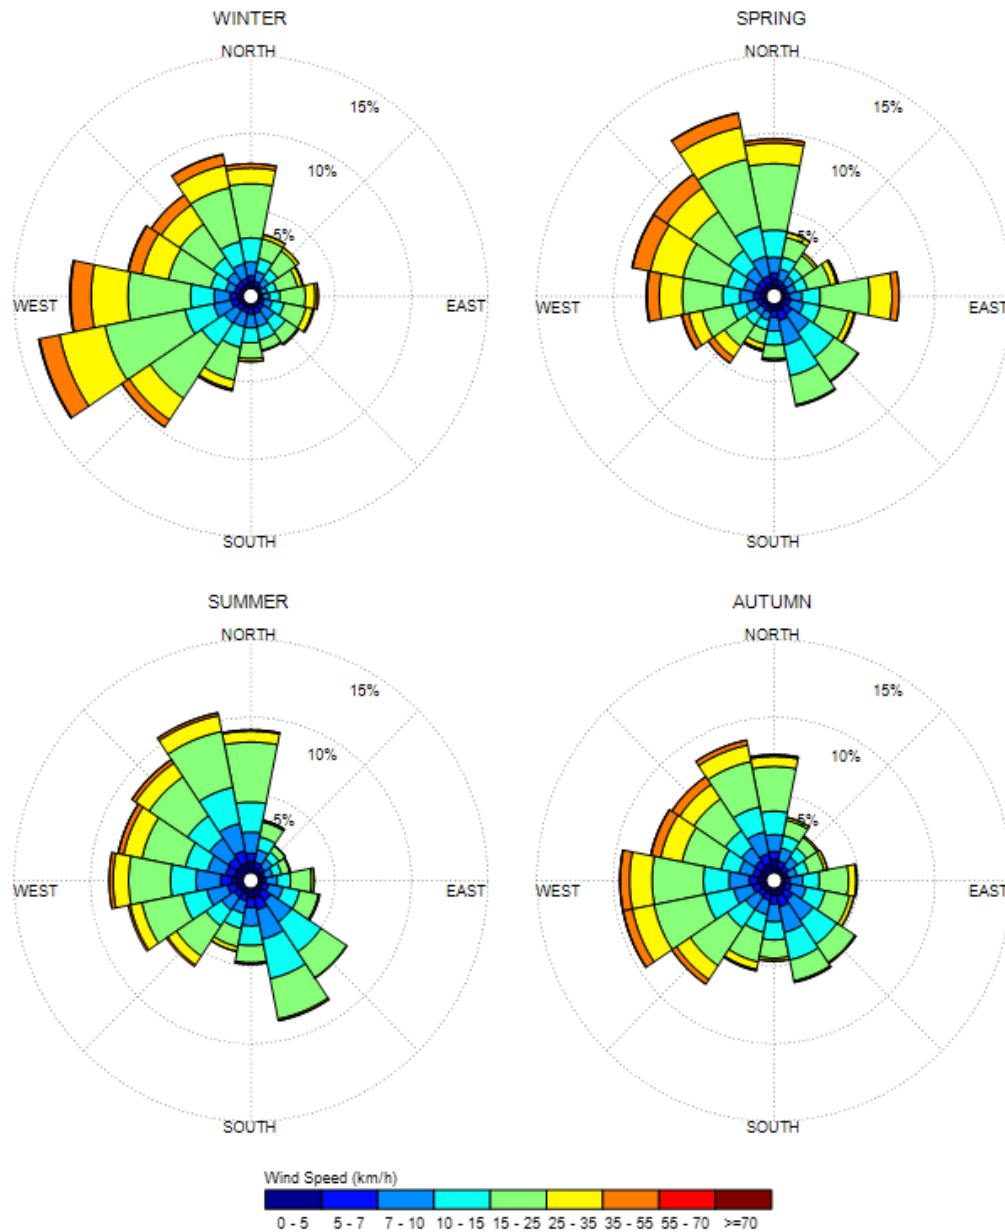 WINTER
NORTH
15%
10%
5%
WEST
EAST
SOUTH
SPRING
NORTH
15%
10%
5%
WEST
EAST
SOUTH
SUMMER
NORTH
15%
10%
5%
WEST
EAST
SOUTH
AUTUMN
NORTH
15%
10%
5%
WEST
EAST
SOUTH
Wind Speed (km/h)
0 - 5 5 - 7 7 - 10 10 - 15 15 - 25 25 - 35 35 - 55 55 - 70 >=70